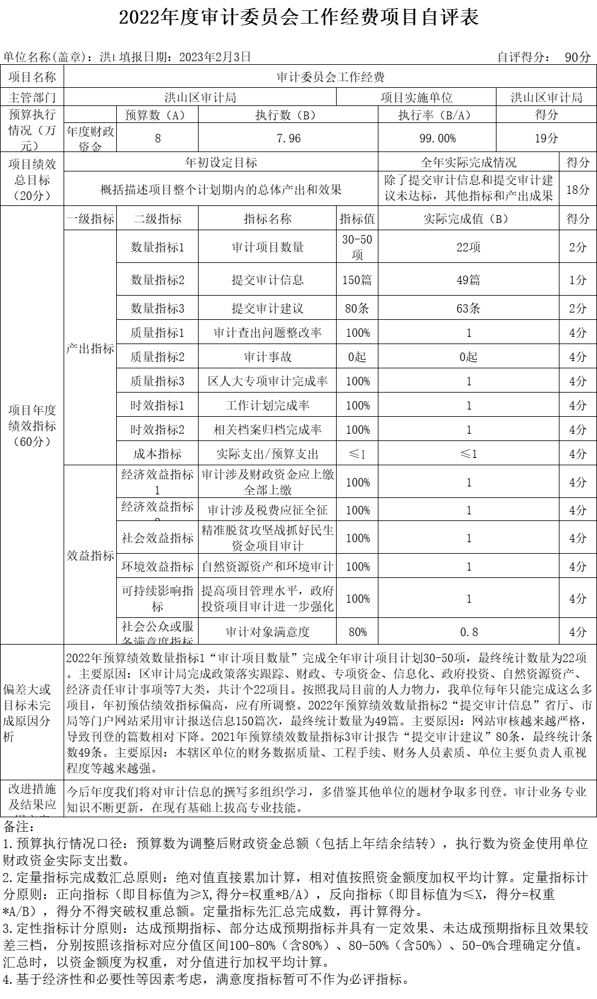 2022年度审计委员会工作经费项目自评表
单位名称(盖章)：洪 填报日期：2023年2月3日 自评得分： 90分
项目名称 审计委员会工作经费
主管部门 洪山区审计局 项目实施单位 洪山区审计局
预算执行情况（万元） 预算数（A） 执行数（B） 执行率（B/A） 得分
年度财政资金 8 7.96 99.00% 19分
项目绩效总目标（20分） 年初设定目标 全年实际完成情况 得分
概括描述项目整个计划期内的总体产出和效果 除了提交审计信息和提交审计建议未达标，其他指标和产出成果 18分
项目年度绩效指标（60分） 一级指标 二级指标 指标名称 指标值 实际完成值（B） 得分
产出指标 数量指标1 审计项目数量 30-50项 22项 2分
数量指标2 提交审计信息 150篇 49篇 1分
数量指标3 提交审计建议 80条 63条 2分
质量指标1 审计查出问题整改率 100% 1 4分
质量指标2 审计事故 0起 0起 4分
质量指标3 区人大专项审计完成率 100% 1 4分
时效指标1 工作计划完成率 100% 1 4分
时效指标2 相关档案归档完成率 100% 1 4分
成本指标 实际支出/预算支出 ≤1 ≤1 4分
效益指标 经济效益指标1 审计涉及财政资金应上缴全部上缴 100% 1 4分
经济效益指标 审计涉及税费应征全征 100% 1 4分
社会效益指标 精准脱贫攻坚战抓好民生资金项目审计 100% 1 4分
环境效益指标 自然资源资产和环境审计 100% 1 4分
可持续影响指标 提高项目管理水平，政府投资项目审计进一步强化 100% 1 4分
社会公众或服务满意度指标 审计对象满意度 80% 0.8 4分
偏差大或目标未完成原因分析
2022年预算绩效数量指标1“审计项目数量”完成全年审计项目计划30-50项，最终统计数量为22项
。主要原因：区审计局完成政策落实跟踪、财政、专项资金、信息化、政府投资、自然资源资产、
经济责任审计事项等7大类，共计个22项目。按照我局目前的人力物力，我单位每年只能完成这么多
项目，年初预估绩效指标偏高，应有所调整。2022年预算绩效数量指标2“提交审计信息”省厅、市
局等门户网站采用审计报送信息150篇次，最终统计数量为49篇。主要原因：网站审核越来越严格，
导致刊登的篇数相对下降。2021年预算绩效数量指标3审计报告“提交审计建议”80条，最终统计条
数49条。主要原因：本辖区单位的财务数据质量、工程手续、财务人员素质、单位主要负责人重视
程度等越来越强。
改进措施及结果应
今后年度我们将对审计信息的撰写多组织学习，多借鉴其他单位的题材争取多刊登。审计业务专业
知识不断更新，在现有基础上拔高专业技能。
备注：
1.预算执行情况口径：预算数为调整后财政资金总额（包括上年结余结转），执行数为资金使用单位
财政资金实际支出数。
2.定量指标完成数汇总原则：绝对值直接累加计算，相对值按照资金额度加权平均计算。定量指标计
分原则：正向指标（即目标值为≥X,得分=权重*B/A），反向指标（即目标值为≤X，得分=权重
*A/B），得分不得突破权重总额。定量指标先汇总完成数，再计算得分。
3.定性指标计分原则：达成预期指标、部分达成预期指标并具有一定效果、未达成预期指标且效果较
差三档，分别按照该指标对应分值区间100-80%（含80%）、80-50%（含50%）、50-0%合理确定分值。
汇总时，以资金额度为权重，对分值进行加权平均计算。
4.基于经济性和必要性等因素考虑，满意度指标暂可不作为必评指标。